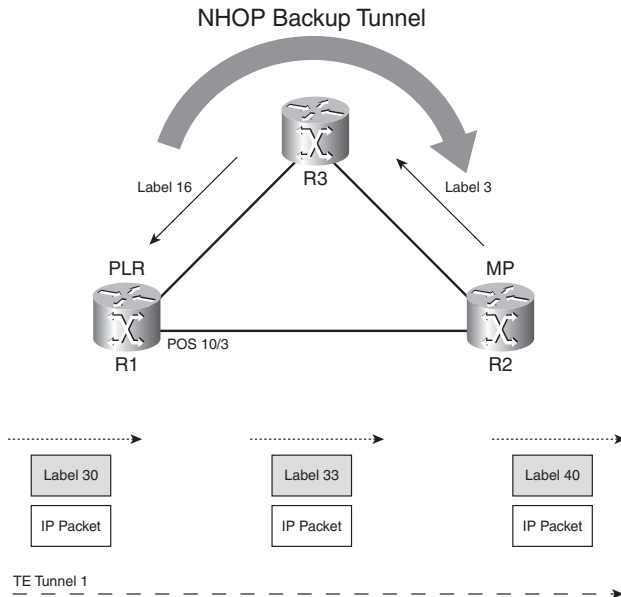 NHOP Backup Tunnel
R3
Label 16
Label 3
PLR
MP
POS 10/3
R1
R2
Label 30
Label 33
Label 40
IP Packet
IP Packet
IP Packet
TE Tunnel 1